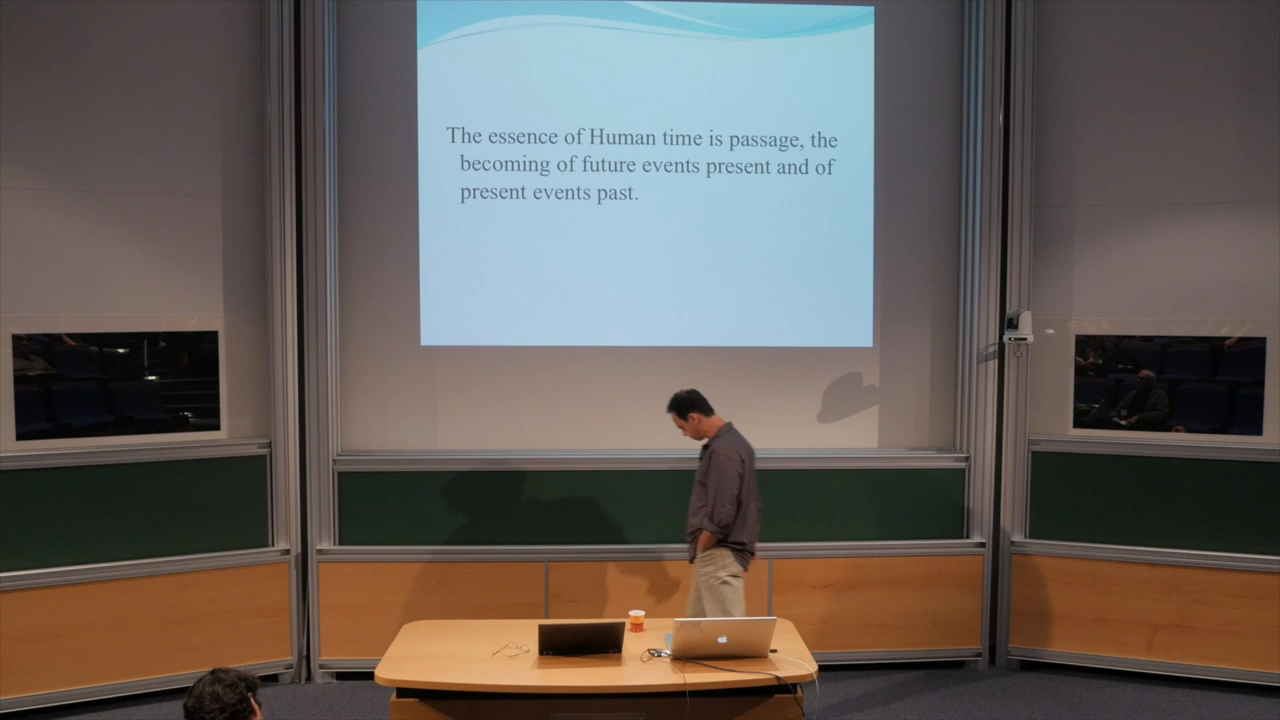 The essence of Human time is passage, the
becoming of future events present and of
present events past.